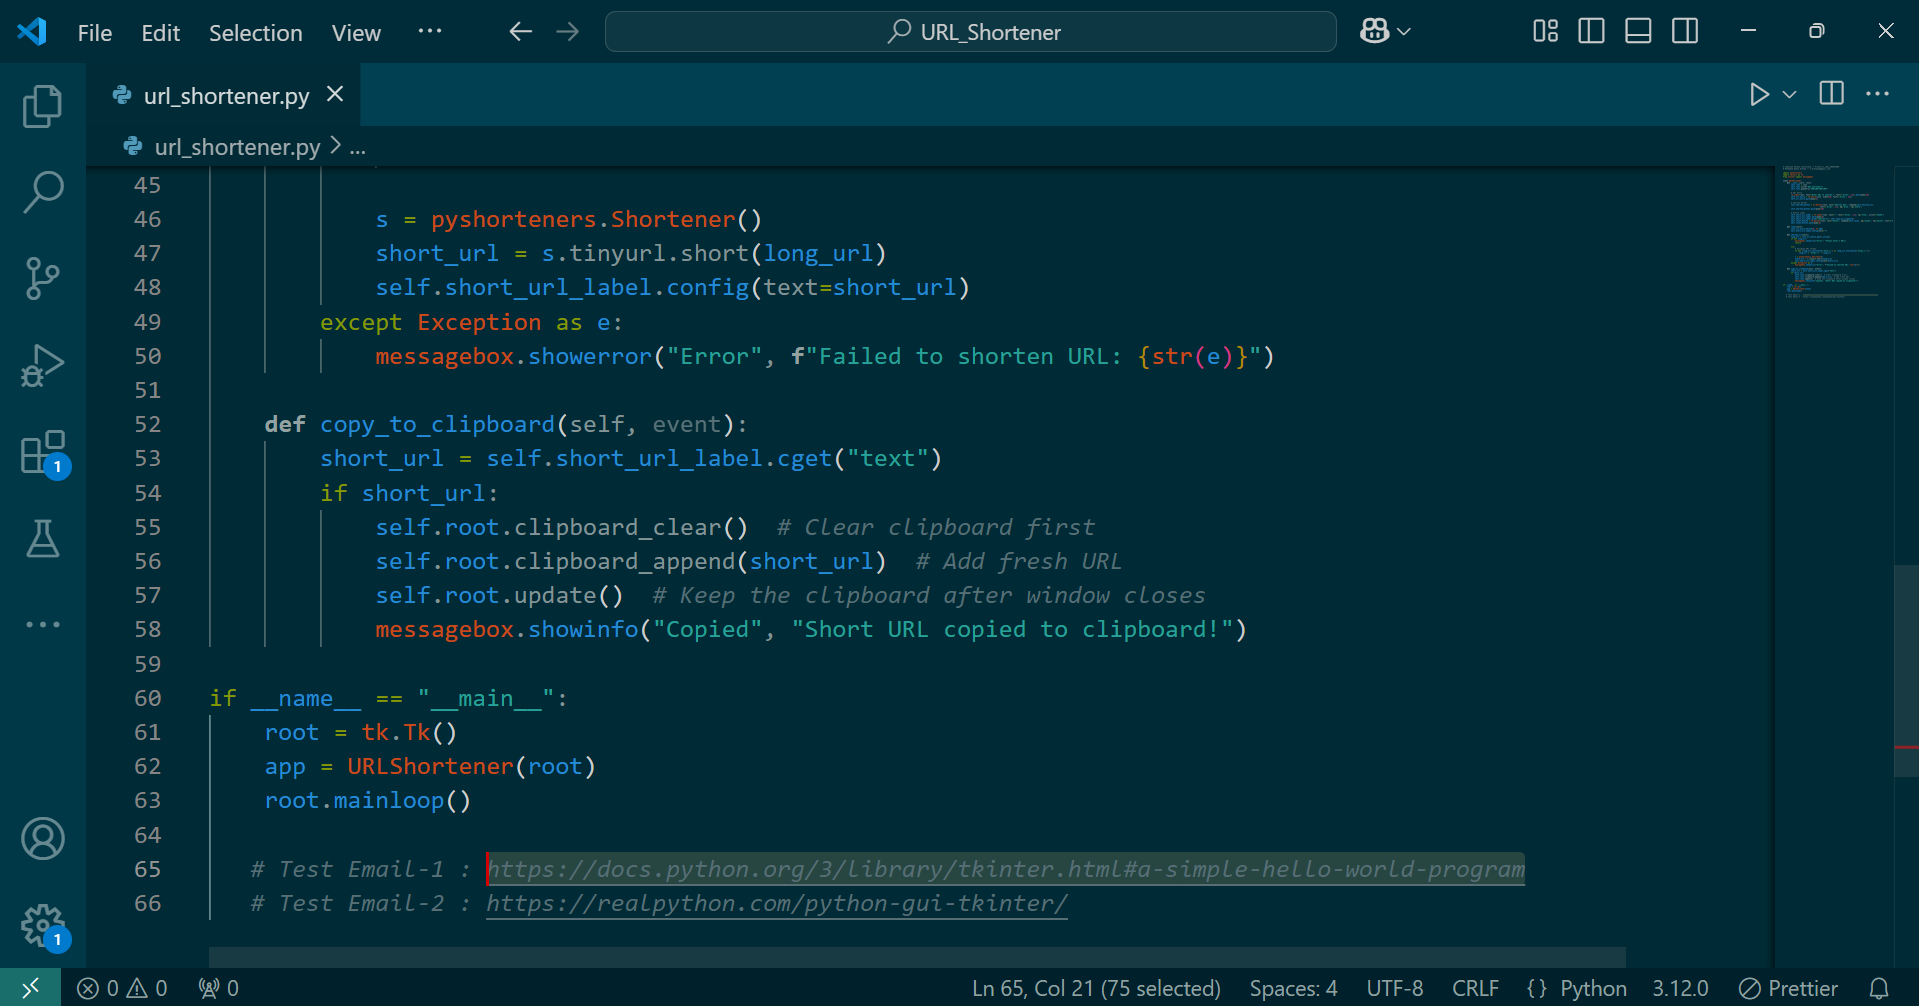 File Edit Selection View ··· URL_Shortener
url_shortener.py
url_shortener.py > ...
45
46 s = pyshorteners.Shortener()
47 short_url = s.tinyurl.short(long_url)
48 self.short_url_label.config(text=short_url)
49 except Exception as e:
50 messagebox.showerror("Error", f"Failed to shorten URL: {str(e)}")
51
52 def copy_to_clipboard(self, event):
53 short_url = self.short_url_label.cget("text")
54 if short_url:
55 self.root.clipboard_clear()  # Clear clipboard first
56 self.root.clipboard_append(short_url)  # Add fresh URL
57 self.root.update()  # Keep the clipboard after window closes
58 messagebox.showinfo("Copied", "Short URL copied to clipboard!")
59
60 if __name__ == "__main__":
61 root = tk.Tk()
62 app = URLShortener(root)
63 root.mainloop()
64
65 # Test Email-1 : https://docs.python.org/3/library/tkinter.html#a-simple-hello-world-program
66 # Test Email-2 : https://realpython.com/python-gui-tkinter/
1
1
0 0 0 Ln 65, Col 21 (75 selected) Spaces: 4 UTF-8 CRLF {} Python 3.12.0 Prettier